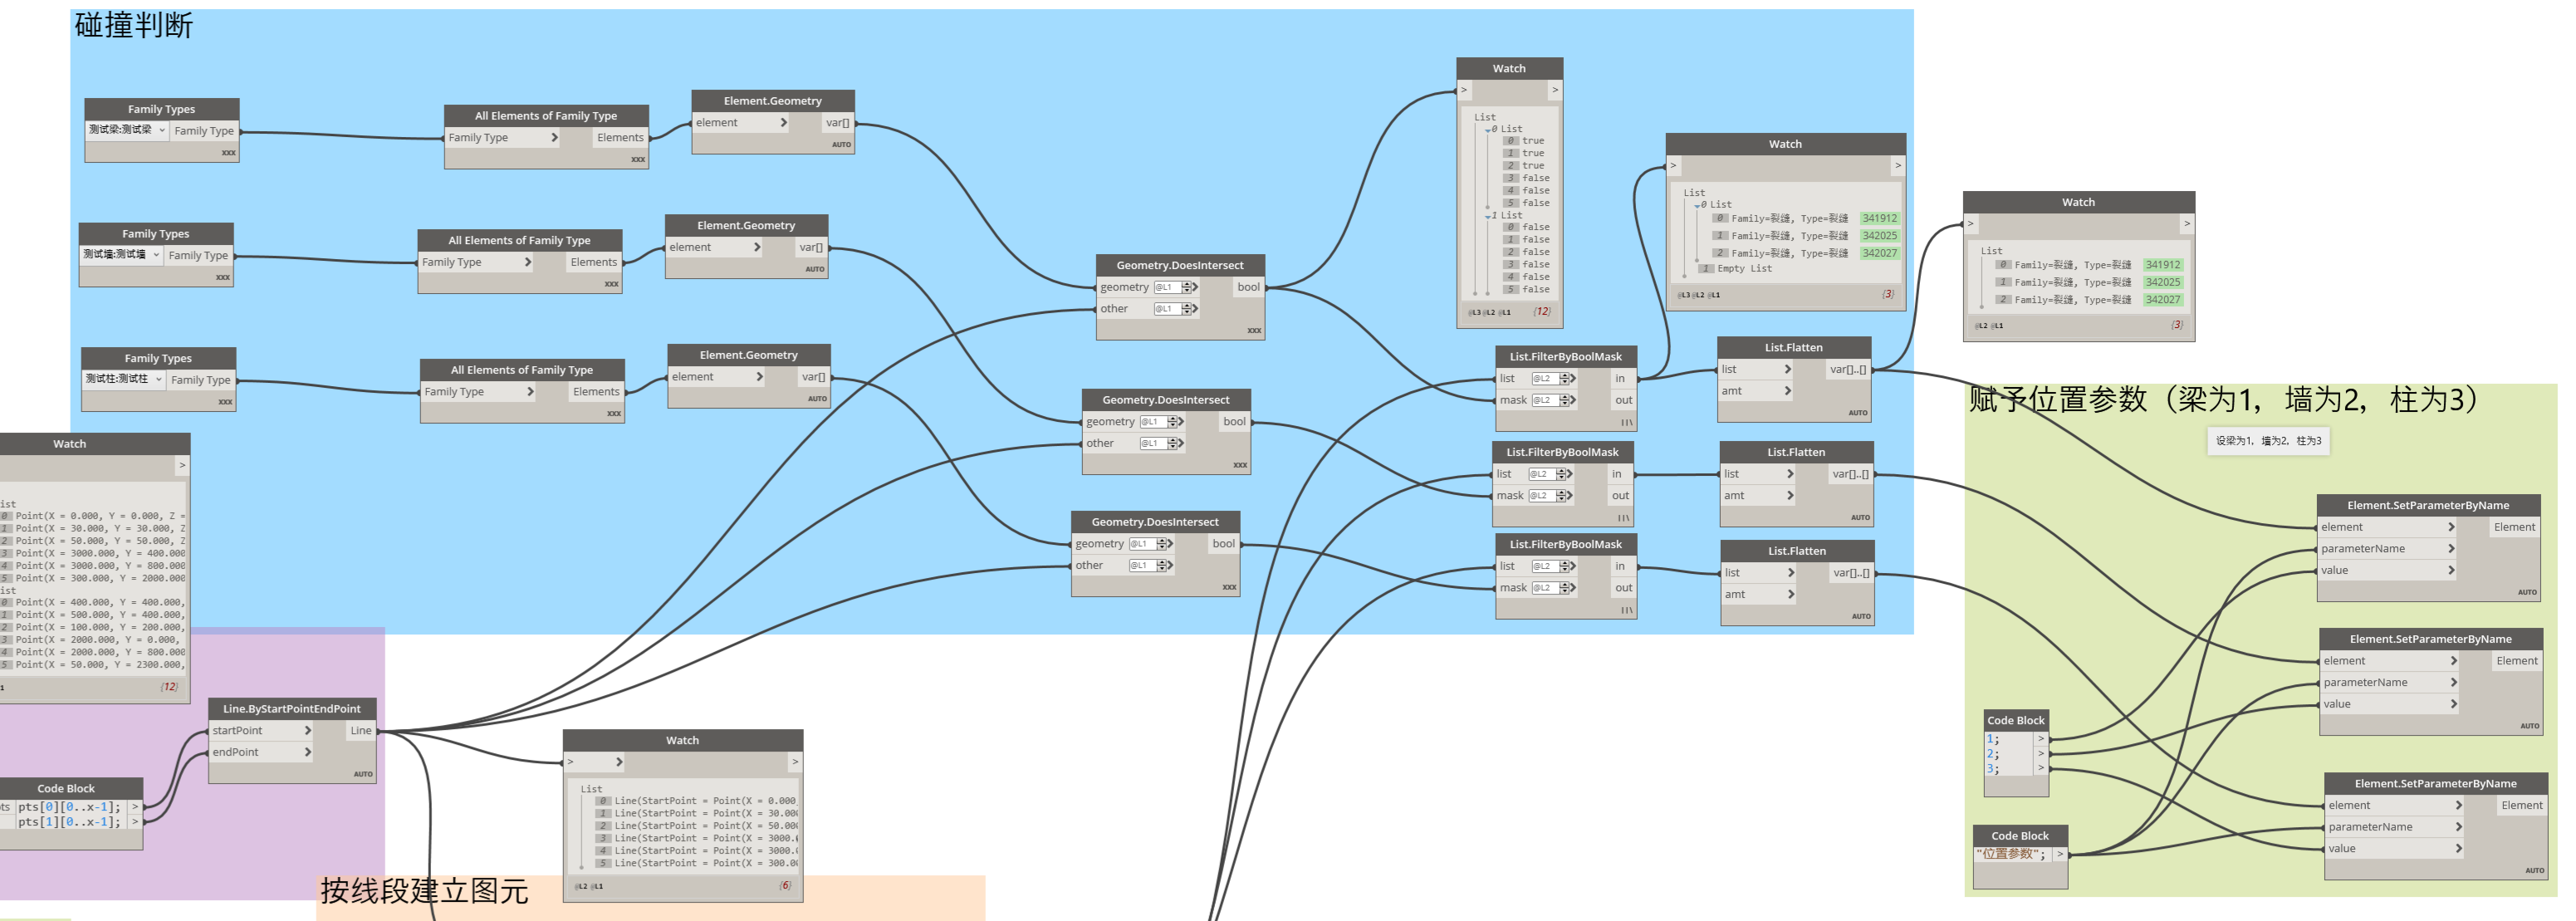 碰撞判断
Family Types
测试梁:测试梁 Family Type
XXX
All Elements of Family Type
Family Type > Elements
XXX
Element.Geometry
element > var[]
AUTO
Family Types
测试墙:测试墙 Family Type
XXX
All Elements of Family Type
Family Type > Elements
XXX
Element.Geometry
element > var[]
AUTO
Family Types
测试柱:测试柱 Family Type
XXX
All Elements of Family Type
Family Type > Elements
XXX
Element.Geometry
element > var[]
AUTO
Geometry.DoesIntersect
geometry @L1 > bool
other @L1 >
XXX
Geometry.DoesIntersect
geometry @L1 > bool
other @L1 >
XXX
Geometry.DoesIntersect
geometry @L1 > bool
other @L1 >
XXX
Watch
> >
List
0 List
0 true
1 true
2 true
3 false
4 false
5 false
1 List
0 false
1 false
2 false
3 false
4 false
5 false
@L3 @L2 @L1 {12}
Watch
> >
List
0 List
0 Family=裂缝, Type=裂缝 341912
1 Family=裂缝, Type=裂缝 342025
2 Family=裂缝, Type=裂缝 342027
1 Empty List
@L3 @L2 @L1 {3}
Watch
> >
List
0 Family=裂缝, Type=裂缝 341912
1 Family=裂缝, Type=裂缝 342025
2 Family=裂缝, Type=裂缝 342027
@L2 @L1 {3}
List.FilterByBoolMask
list @L2 > in
mask @L2 > out
List.Flatten
list > var[]..[]
amt >
AUTO
List.FilterByBoolMask
list @L2 > in
mask @L2 > out
List.Flatten
list > var[]..[]
amt >
AUTO
List.FilterByBoolMask
list @L2 > in
mask @L2 > out
List.Flatten
list > var[]..[]
amt >
AUTO
Watch
>
ist
0 Point(X = 0.000, Y = 0.000, Z =
1 Point(X = 30.000, Y = 30.000, Z
2 Point(X = 50.000, Y = 50.000, Z
3 Point(X = 3000.000, Y = 400.000
4 Point(X = 3000.000, Y = 800.000
5 Point(X = 300.000, Y = 2000.000
ist
0 Point(X = 400.000, Y = 400.000,
1 Point(X = 500.000, Y = 400.000,
2 Point(X = 100.000, Y = 200.000,
3 Point(X = 2000.000, Y = 0.000,
4 Point(X = 2000.000, Y = 800.000
5 Point(X = 50.000, Y = 2300.000,
1 {12}
Line.ByStartPointEndPoint
startPoint > Line
endPoint >
AUTO
Code Block
ts pts[0][0..x-1]; >
pts[1][0..x-1]; >
Watch
> > >
List
0 Line(StartPoint = Point(X = 0.000,
1 Line(StartPoint = Point(X = 30.000
2 Line(StartPoint = Point(X = 50.000
3 Line(StartPoint = Point(X = 3000.0
4 Line(StartPoint = Point(X = 3000.0
5 Line(StartPoint = Point(X = 300.00
@L2 @L1 {6}
按线段建立图元
赋予位置参数（梁为1，墙为2，柱为3）
设梁为1，墙为2，柱为3
Element.SetParameterByName
element > Element
parameterName >
value >
AUTO
Element.SetParameterByName
element > Element
parameterName >
value >
AUTO
Element.SetParameterByName
element > Element
parameterName >
value >
AUTO
Code Block
1; >
2; >
3; >
Code Block
"位置参数"; >